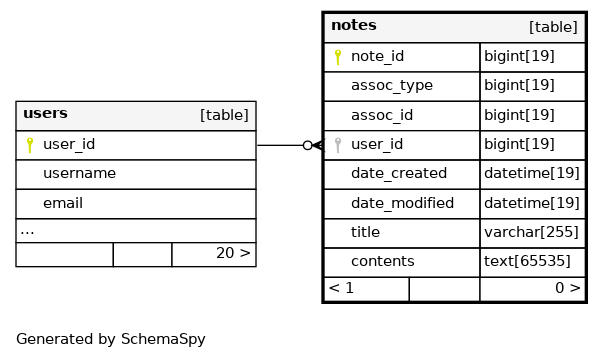 users [table]
user_id
username
email
...
20 >
notes [table]
note_id bigint[19]
assoc_type bigint[19]
assoc_id bigint[19]
user_id bigint[19]
date_created datetime[19]
date_modified datetime[19]
title varchar[255]
contents text[65535]
< 1 0 >
Generated by SchemaSpy